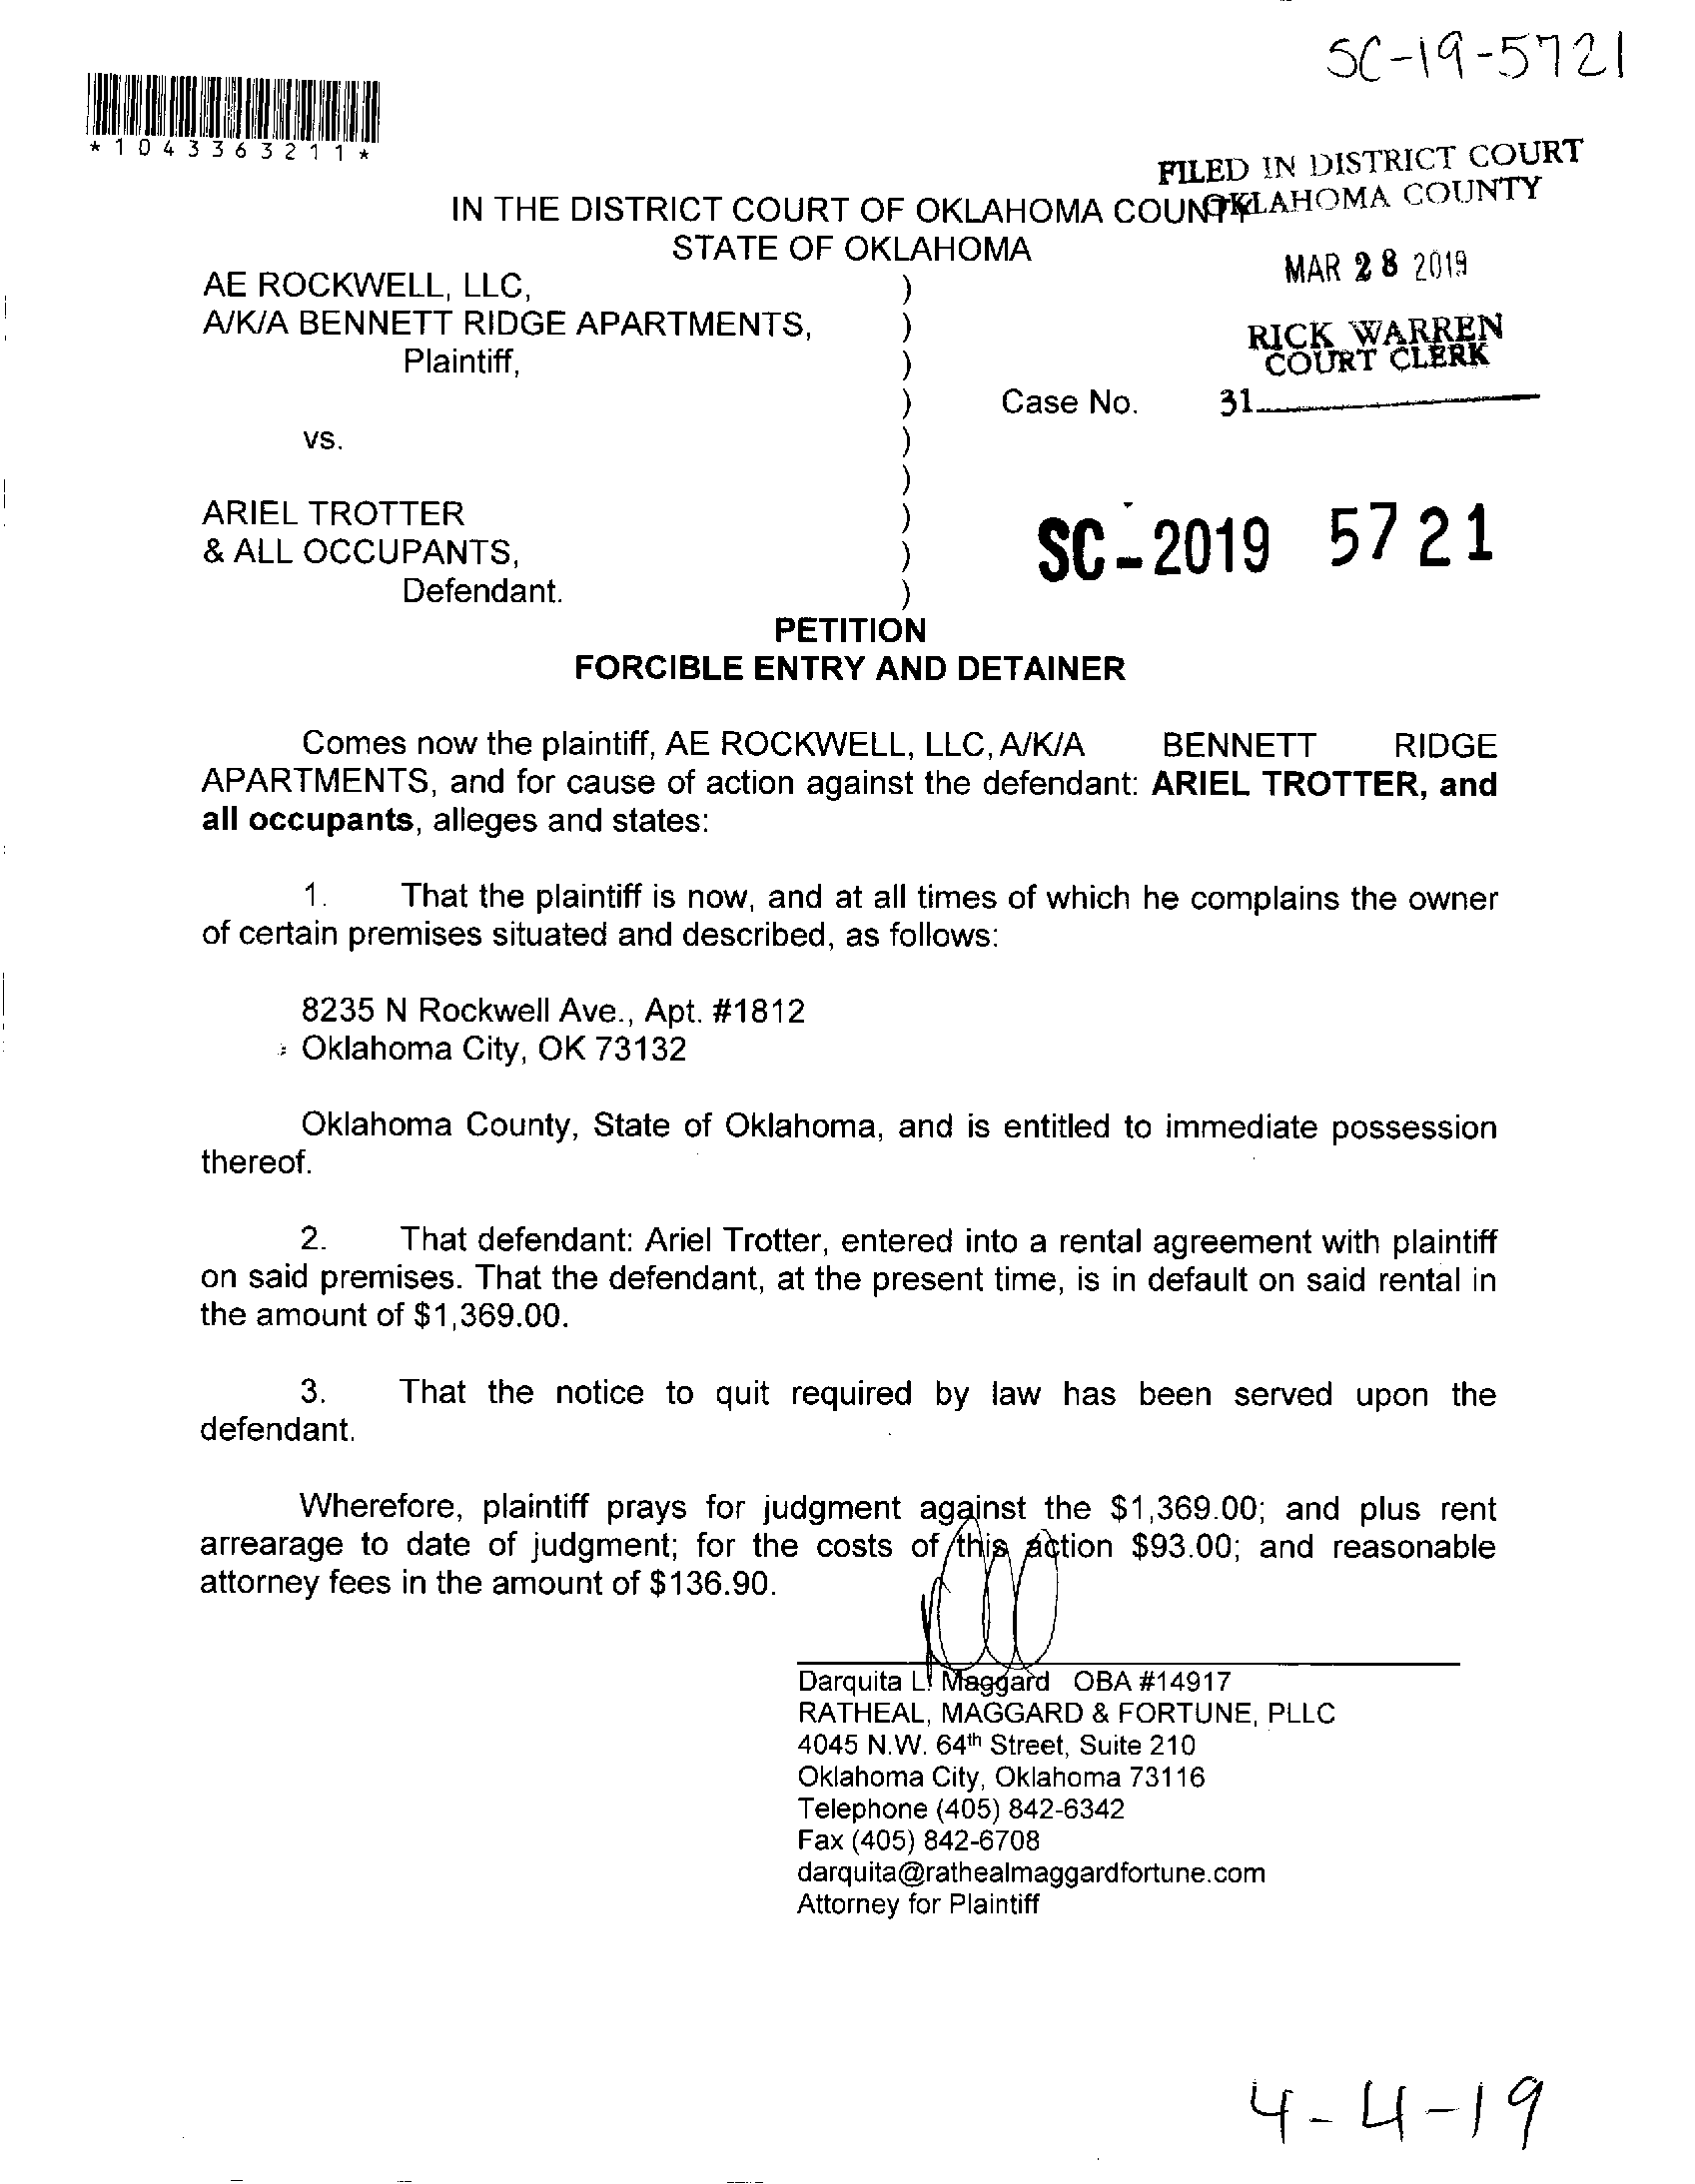 SC-19-5721
*1043363211*
FILED IN DISTRICT COURT
OKLAHOMA COUNTY
IN THE DISTRICT COURT OF OKLAHOMA COUNTY
STATE OF OKLAHOMA
MAR 28 2019
AE ROCKWELL, LLC, )
A/K/A BENNETT RIDGE APARTMENTS, )
RICK WARREN
COURT CLERK
Plaintiff, )
) Case No. 31
vs. )
)
ARIEL TROTTER )
SC-2019 5721
& ALL OCCUPANTS, )
Defendant. )
PETITION
FORCIBLE ENTRY AND DETAINER
Comes now the plaintiff, AE ROCKWELL, LLC, A/K/A BENNETT RIDGE
APARTMENTS, and for cause of action against the defendant: ARIEL TROTTER, and
all occupants, alleges and states:
1. That the plaintiff is now, and at all times of which he complains the owner
of certain premises situated and described, as follows:
8235 N Rockwell Ave., Apt. #1812
Oklahoma City, OK 73132
Oklahoma County, State of Oklahoma, and is entitled to immediate possession
thereof.
2. That defendant: Ariel Trotter, entered into a rental agreement with plaintiff
on said premises. That the defendant, at the present time, is in default on said rental in
the amount of $1,369.00.
3. That the notice to quit required by law has been served upon the
defendant.
Wherefore, plaintiff prays for judgment against the $1,369.00; and plus rent
arrearage to date of judgment; for the costs of this action $93.00; and reasonable
attorney fees in the amount of $136.90.
Darquita L. Maggard OBA #14917
RATHEAL, MAGGARD & FORTUNE, PLLC
4045 N.W. 64th Street, Suite 210
Oklahoma City, Oklahoma 73116
Telephone (405) 842-6342
Fax (405) 842-6708
darquita@rathealmaggardfortune.com
Attorney for Plaintiff
4-4-19